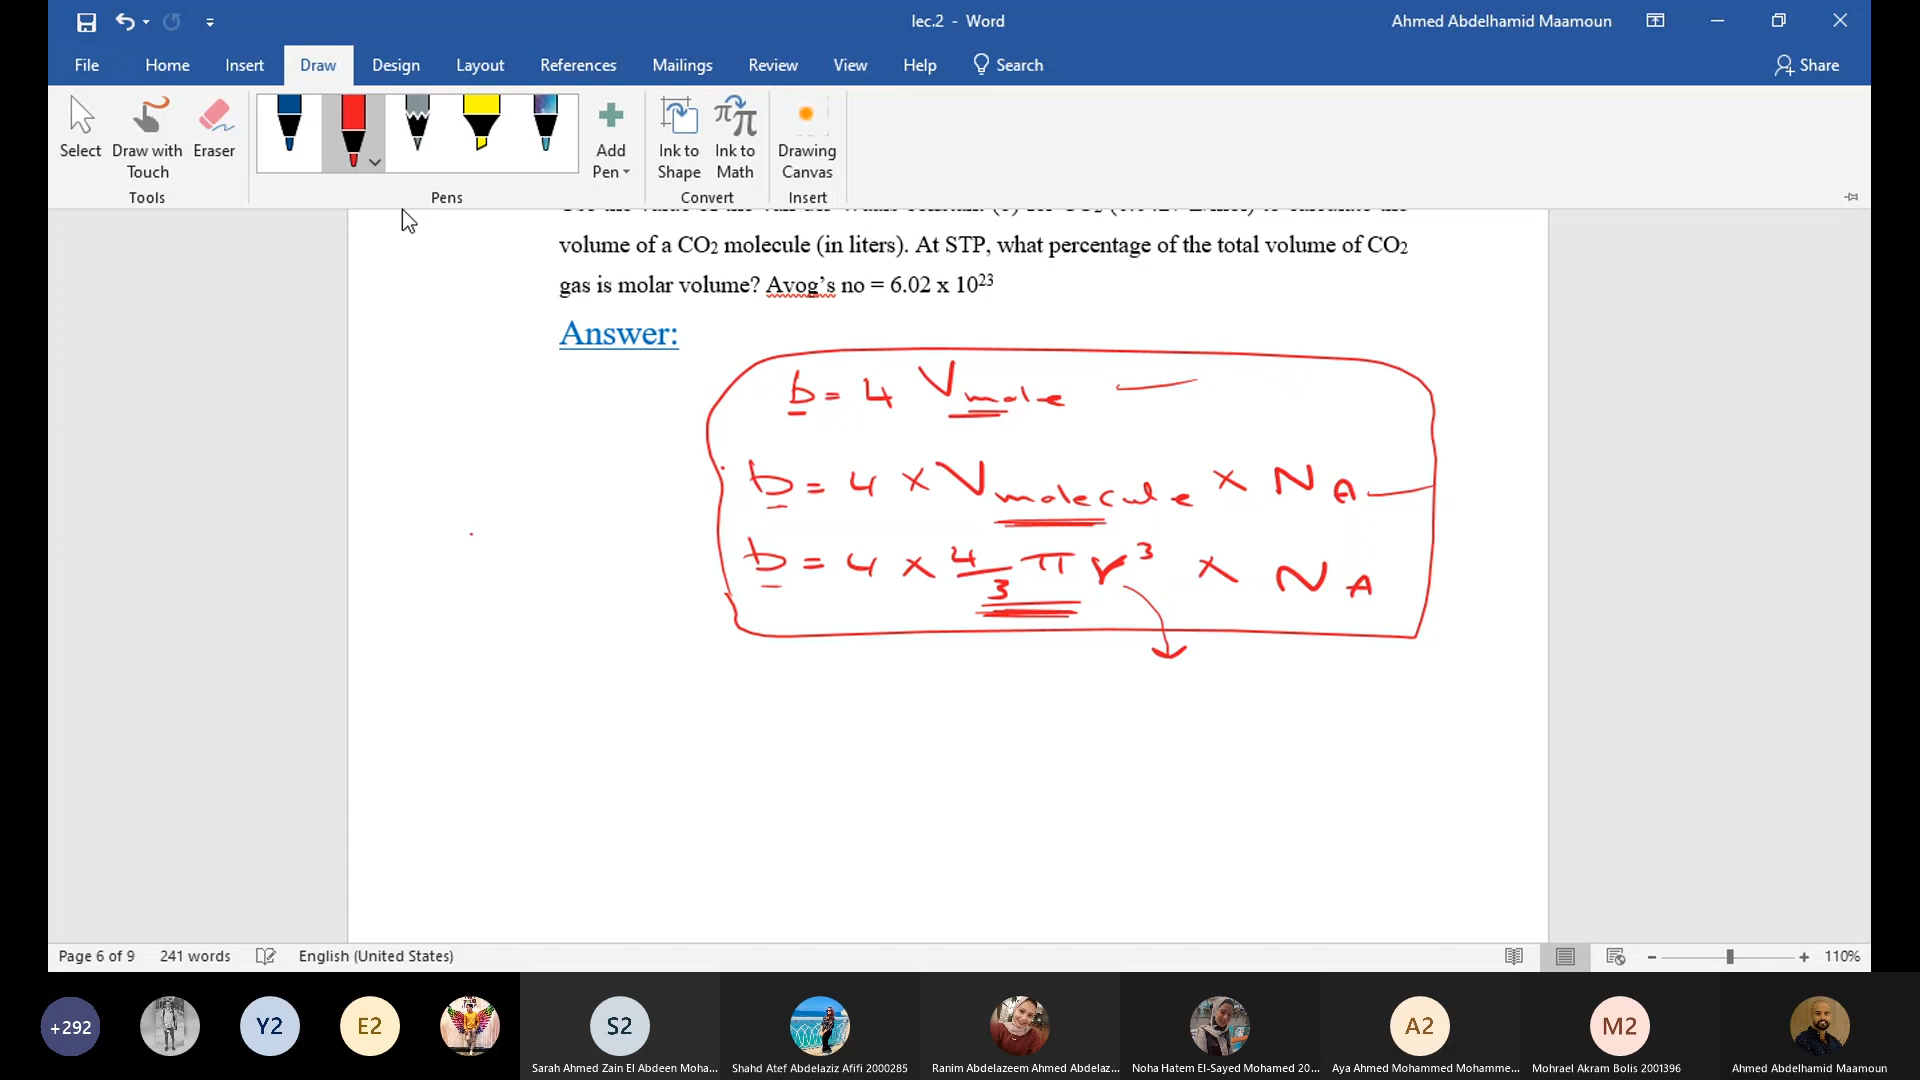 lec.2 - Word
Ahmed Abdelhamid Maamoun
File Home Insert Draw Design Layout References Mailings Review View Help Search Share
Select Draw with Touch Eraser Add Pen Ink to Shape Ink to Math Drawing Canvas
Tools Pens Convert Insert
volume of a CO₂ molecule (in liters). At STP, what percentage of the total volume of CO₂
gas is molar volume? Avog’s no = 6.02 x 10²³
Answer:
b = 4 V mole
b = 4 × V molecule × N A
b = 4 × 4/3 π r³ × N A
Page 6 of 9 241 words English (United States) 110%
+292 Y2 E2 S2 A2 M2
Sarah Ahmed Zain El Abdeen Moha... Shahd Atef Abdelaziz Afifi 2000285 Ranim Abdelazeem Ahmed Abdelaz... Noha Hatem El-Sayed Mohamed 20... Aya Ahmed Mohammed Mohamme... Mohrael Akram Bolis 2001396 Ahmed Abdelhamid Maamoun